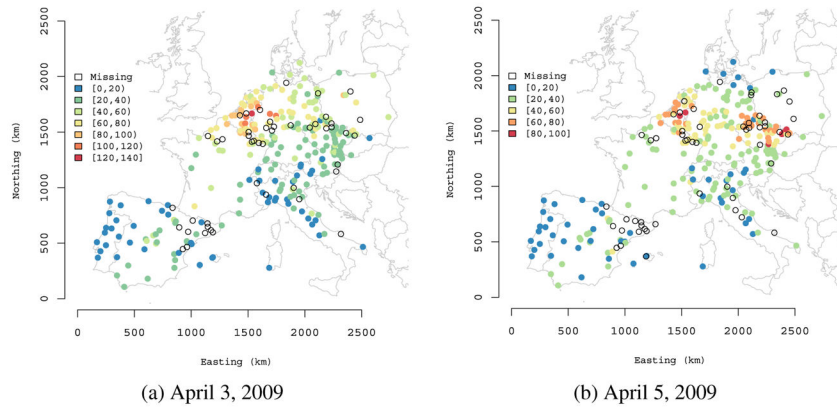 2500
2000
1500
1000
500
0
Northing (km)
Missing
[0,20)
[20,40)
[40,60)
[60,80)
[80,100)
[100,120)
[120,140]
0 500 1000 1500 2000 2500
Easting (km)
(a) April 3, 2009
2500
2000
1500
1000
500
0
Northing (km)
Missing
[0,20)
[20,40)
[40,60)
[60,80)
[80,100]
0 500 1000 1500 2000 2500
Easting (km)
(b) April 5, 2009